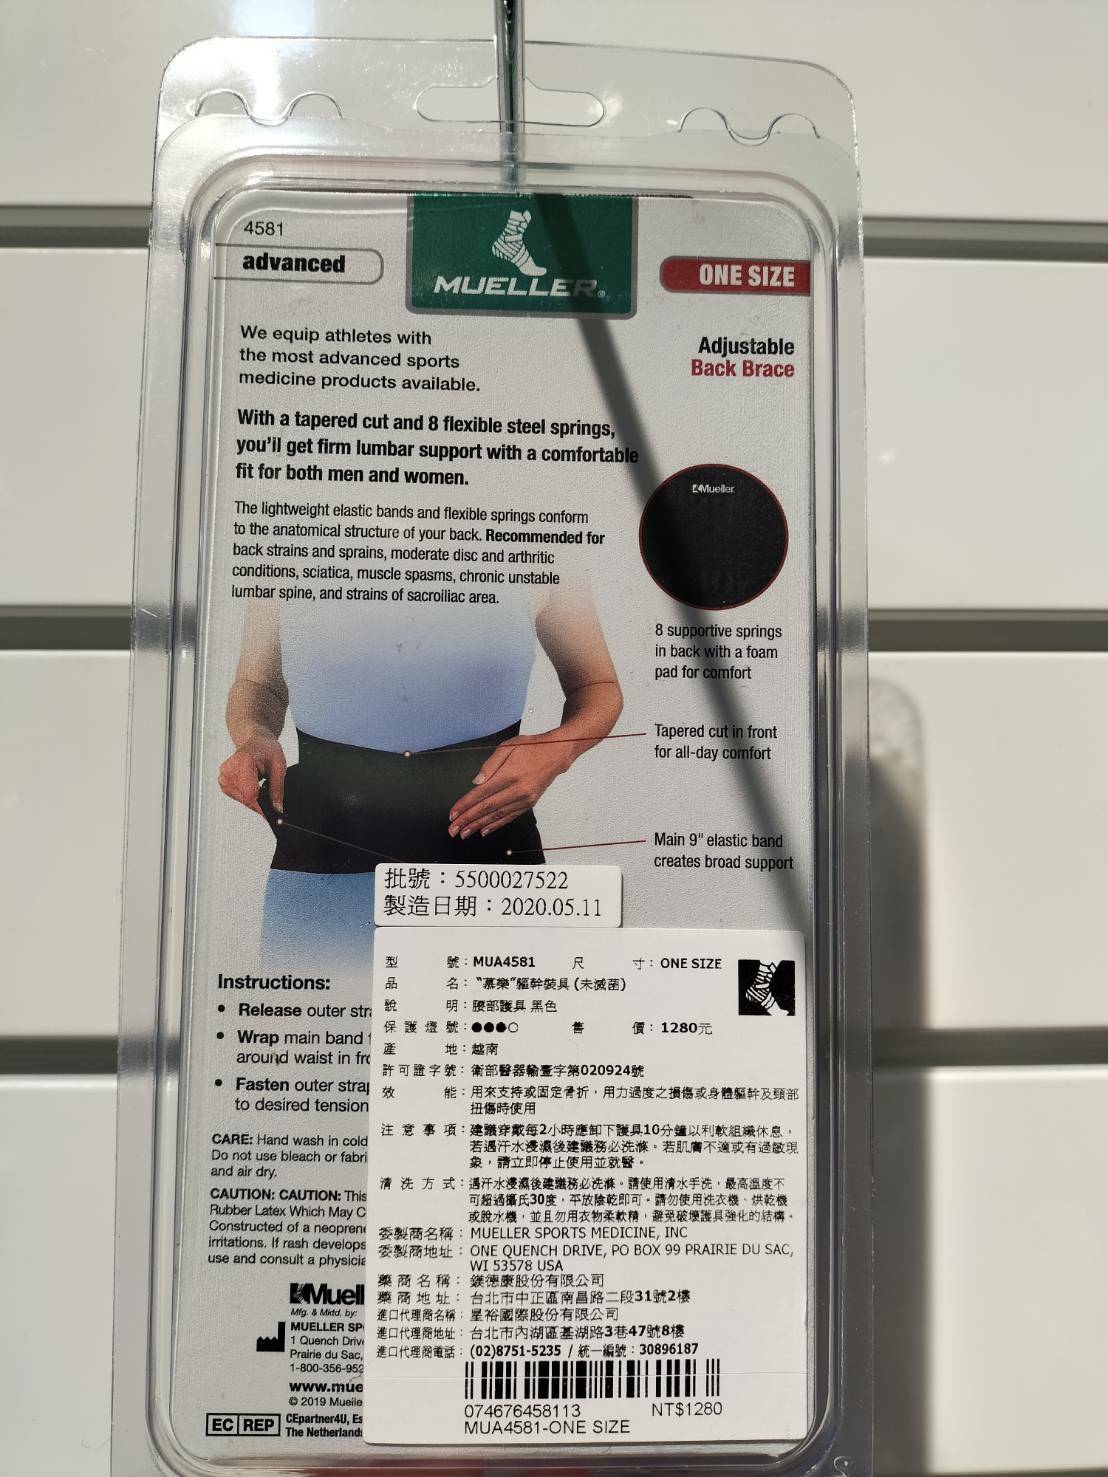 4581
advanced
MUELLER®
ONE SIZE
We equip athletes with
the most advanced sports
medicine products available.
Adjustable
Back Brace
With a tapered cut and 8 flexible steel springs,
you'll get firm lumbar support with a comfortable
fit for both men and women.
Mueller
The lightweight elastic bands and flexible springs conform
to the anatomical structure of your back. Recommended for
back strains and sprains, moderate disc and arthritic
conditions, sciatica, muscle spasms, chronic unstable
lumbar spine, and strains of sacroiliac area.
8 supportive springs
in back with a foam
pad for comfort
Tapered cut in front
for all-day comfort
Main 9" elastic band
creates broad support
批號：5500027522
製造日期：2020.05.11
型 號：MUA4581 尺 寸：ONE SIZE
品 名："慕樂"軀幹裝具(未滅菌)
說 明：腰部護具 黑色
保護燈號：●●●○ 售 價：1280元
產 地：越南
許可證字號：衛部醫器輸壹字第020924號
效 能：用來支持或固定骨折，用力過度之損傷或身體軀幹及頸部
扭傷時使用
注意事項：建議穿戴每2小時應卸下護具10分鐘以利軟組織休息，
若遇汗水浸濕後建議務必洗滌。若肌膚不適或有過敏現
象，請立即停止使用並就醫。
清洗方式：遇汗水浸濕後建議務必洗滌。請使用清水手洗，最高溫度不
可超過攝氏30度，平放陰乾即可。請勿使用洗衣機、烘乾機
或脫水機，並且勿用衣物柔軟精，避免破壞護具強化的結構。
委製商名稱：MUELLER SPORTS MEDICINE, INC
委製商地址：ONE QUENCH DRIVE, PO BOX 99 PRAIRIE DU SAC,
WI 53578 USA
藥商名稱：鎂德康股份有限公司
藥商地址：台北市中正區南昌路二段31號2樓
進口代理商名稱：星裕國際股份有限公司
進口代理商地址：台北市內湖區基湖路3巷47號8樓
進口代理商電話：(02)8751-5235 / 統一編號：30896187
074676458113 NT$1280
MUA4581-ONE SIZE
Instructions:
• Release outer
• Wrap main band
around waist in
• Fasten outer
to desired tension
CARE: Hand wash in cold
Do not use bleach or
and air dry.
CAUTION: CAUTION: This
Rubber Latex Which May
Constructed of a
irritations. If rash develops
use and consult a
Muel
Mfg. & Mktd. by:
MUELLER SP
1 Quench
Prairie du Sac,
1-800-356-952
www.mue
© 2019
EC REP
CEpartner4U,
The